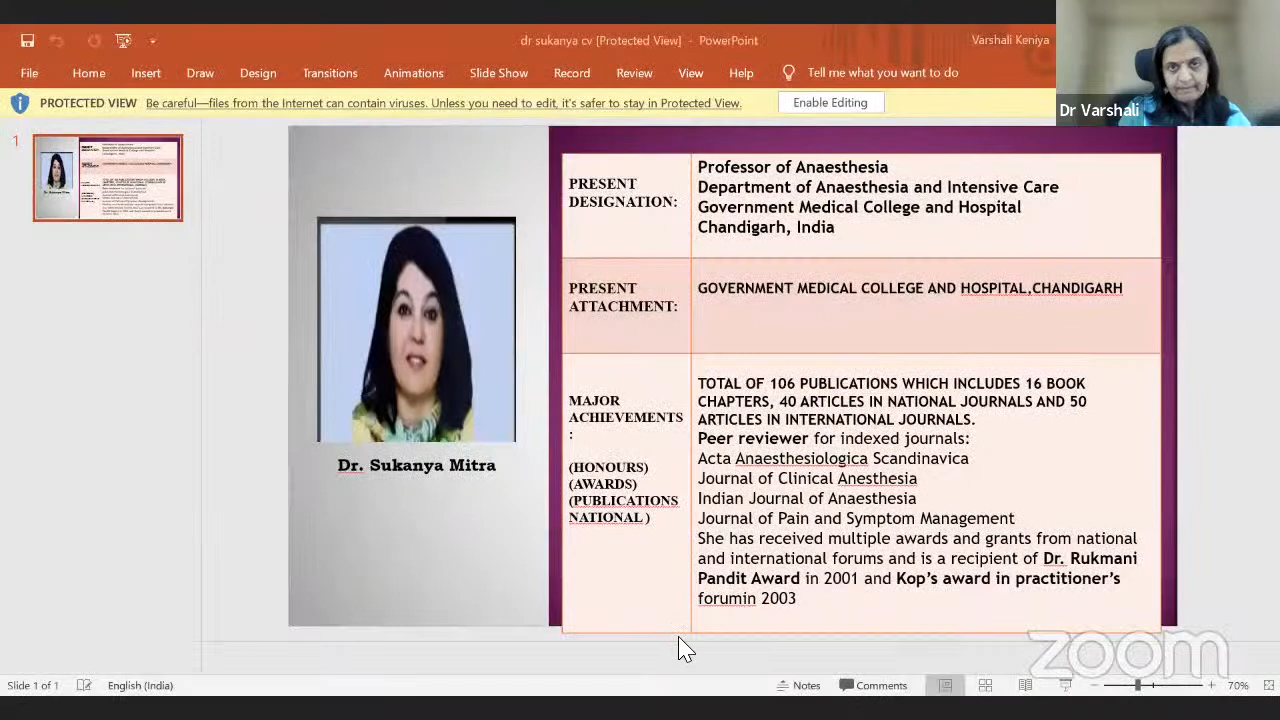 dr sukanya cv [Protected View] - PowerPoint
Varshali Keniya
File Home Insert Draw Design Transitions Animations Slide Show Record Review View Help Tell me what you want to do
PROTECTED VIEW Be careful—files from the Internet can contain viruses. Unless you need to edit, it's safer to stay in Protected View. Enable Editing
Dr Varshali
1
Dr. Sukanya Mitra
PRESENT
DESIGNATION:
Professor of Anaesthesia
Department of Anaesthesia and Intensive Care
Government Medical College and Hospital
Chandigarh, India
PRESENT
ATTACHMENT:
GOVERNMENT MEDICAL COLLEGE AND HOSPITAL,CHANDIGARH
MAJOR
ACHIEVEMENTS
:
(HONOURS)
(AWARDS)
(PUBLICATIONS
NATIONAL )
TOTAL OF 106 PUBLICATIONS WHICH INCLUDES 16 BOOK
CHAPTERS, 40 ARTICLES IN NATIONAL JOURNALS AND 50
ARTICLES IN INTERNATIONAL JOURNALS.
Peer reviewer for indexed journals:
Acta Anaesthesiologica Scandinavica
Journal of Clinical Anesthesia
Indian Journal of Anaesthesia
Journal of Pain and Symptom Management
She has received multiple awards and grants from national
and international forums and is a recipient of Dr. Rukmani
Pandit Award in 2001 and Kop's award in practitioner's
forumin 2003
zoom
Slide 1 of 1 English (India) Notes Comments 70%